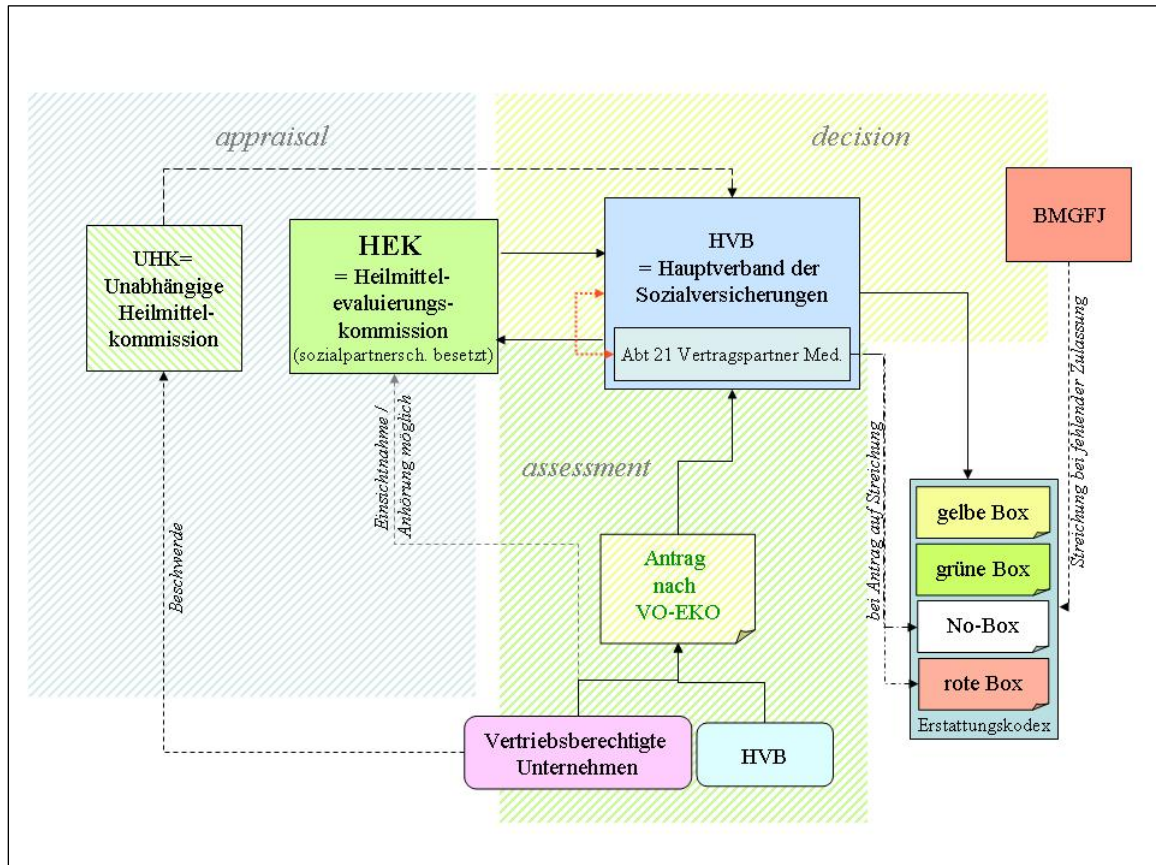 appraisal
decision
BMGFJ
UHK=
Unabhängige
Heilmittel-
kommission
HEK
= Heilmittel-
evaluierungs-
kommission
(sozialpartnersch. besetzt)
HVB
= Hauptverband der
Sozialversicherungen
Abt 21 Vertragspartner Med.
Einsichtnahme /
Anhörung möglich
assessment
bei Antrag auf Streichung
Streichung bei fehlender Zulassung
Beschwerde
Antrag
nach
VO-EKO
gelbe Box
grüne Box
No-Box
rote Box
Erstattungskodex
Vertriebsberechtigte
Unternehmen
HVB